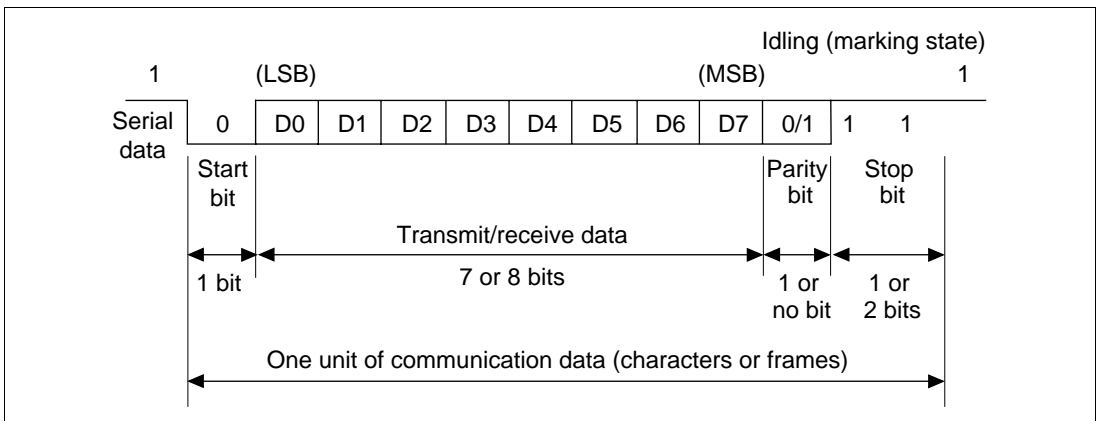 Idling (marking state)
1 (LSB) (MSB) 1
Serial data
0 D0 D1 D2 D3 D4 D5 D6 D7 0/1 1 1
Start bit
Parity bit
Stop bit
Transmit/receive data
1 bit
7 or 8 bits
1 or no bit
1 or 2 bits
One unit of communication data (characters or frames)